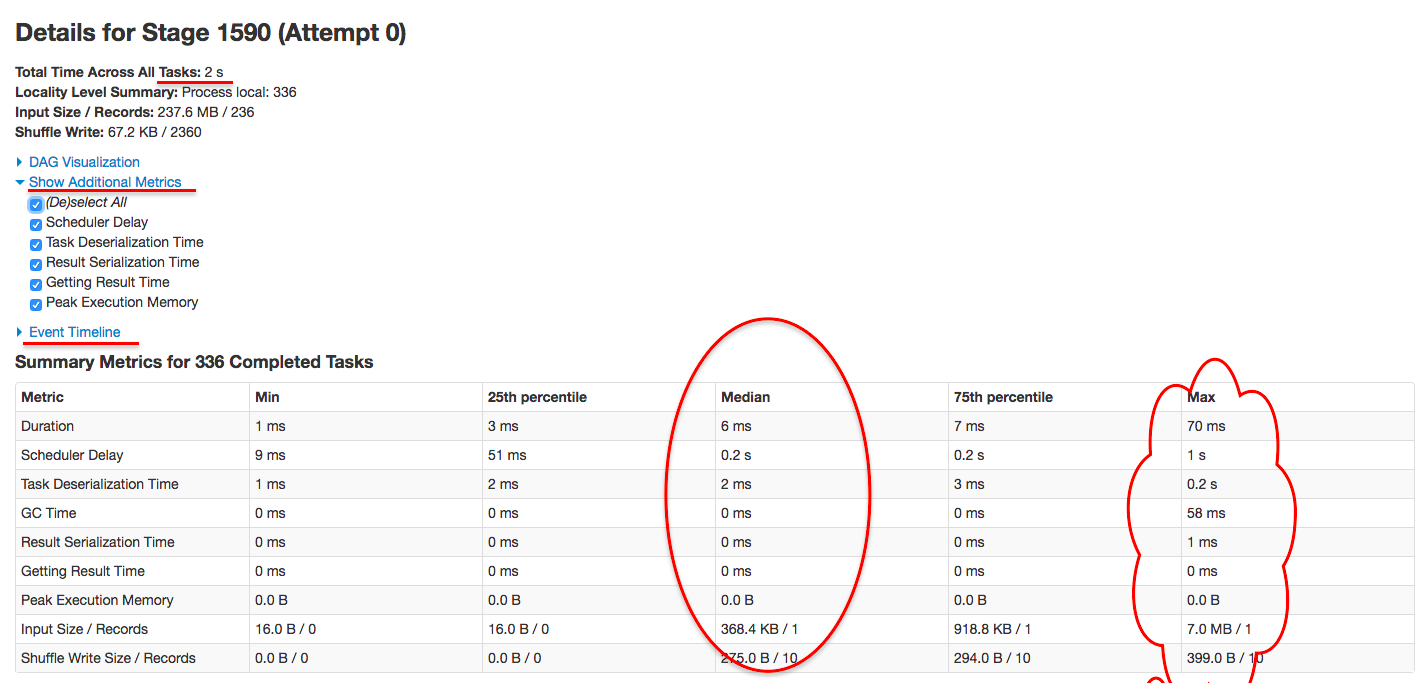 Details for Stage 1590 (Attempt 0)
Total Time Across All Tasks: 2 s
Locality Level Summary: Process local: 336
Input Size / Records: 237.6 MB / 236
Shuffle Write: 67.2 KB / 2360
DAG Visualization
Show Additional Metrics
(De)select All
Scheduler Delay
Task Deserialization Time
Result Serialization Time
Getting Result Time
Peak Execution Memory
Event Timeline
Summary Metrics for 336 Completed Tasks
Metric Min 25th percentile Median 75th percentile Max
Duration 1 ms 3 ms 6 ms 7 ms 70 ms
Scheduler Delay 9 ms 51 ms 0.2 s 0.2 s 1 s
Task Deserialization Time 1 ms 2 ms 2 ms 3 ms 0.2 s
GC Time 0 ms 0 ms 0 ms 0 ms 58 ms
Result Serialization Time 0 ms 0 ms 0 ms 0 ms 1 ms
Getting Result Time 0 ms 0 ms 0 ms 0 ms 0 ms
Peak Execution Memory 0.0 B 0.0 B 0.0 B 0.0 B 0.0 B
Input Size / Records 16.0 B / 0 16.0 B / 0 368.4 KB / 1 918.8 KB / 1 7.0 MB / 1
Shuffle Write Size / Records 0.0 B / 0 0.0 B / 0 275.0 B / 10 294.0 B / 10 399.0 B / 10